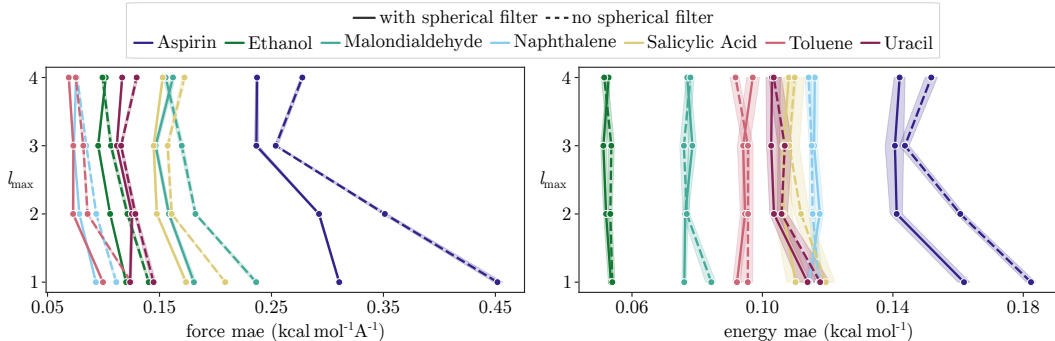 with spherical filter no spherical filter
Aspirin Ethanol Malondialdehyde Naphthalene Salicylic Acid Toluene Uracil
4
3
l_max
2
1
0.05 0.15 0.25 0.35 0.45
force mae (kcal mol⁻¹A⁻¹)
4
3
l_max
2
1
0.06 0.10 0.14 0.18
energy mae (kcal mol⁻¹)